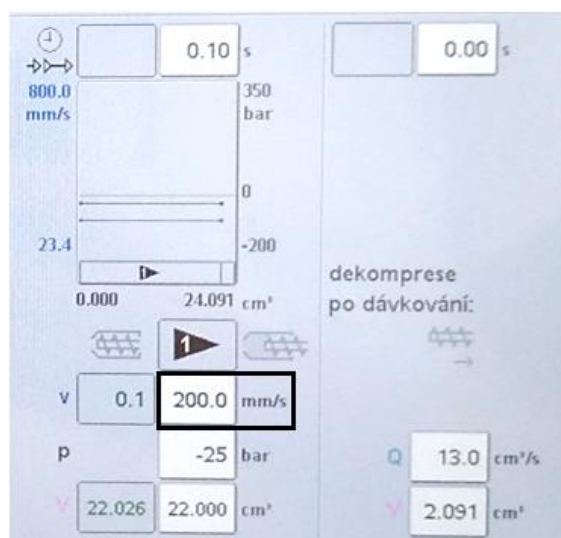 0.10 s
0.00 s
800.0 350
mm/s bar
0
23.4 -200
0.000 24.091 cm³
dekomprese
po dávkování:
1
v 0.1 200.0 mm/s
p -25 bar
Q 13.0 cm³/s
V 22.026 22.000 cm³
V 2.091 cm³